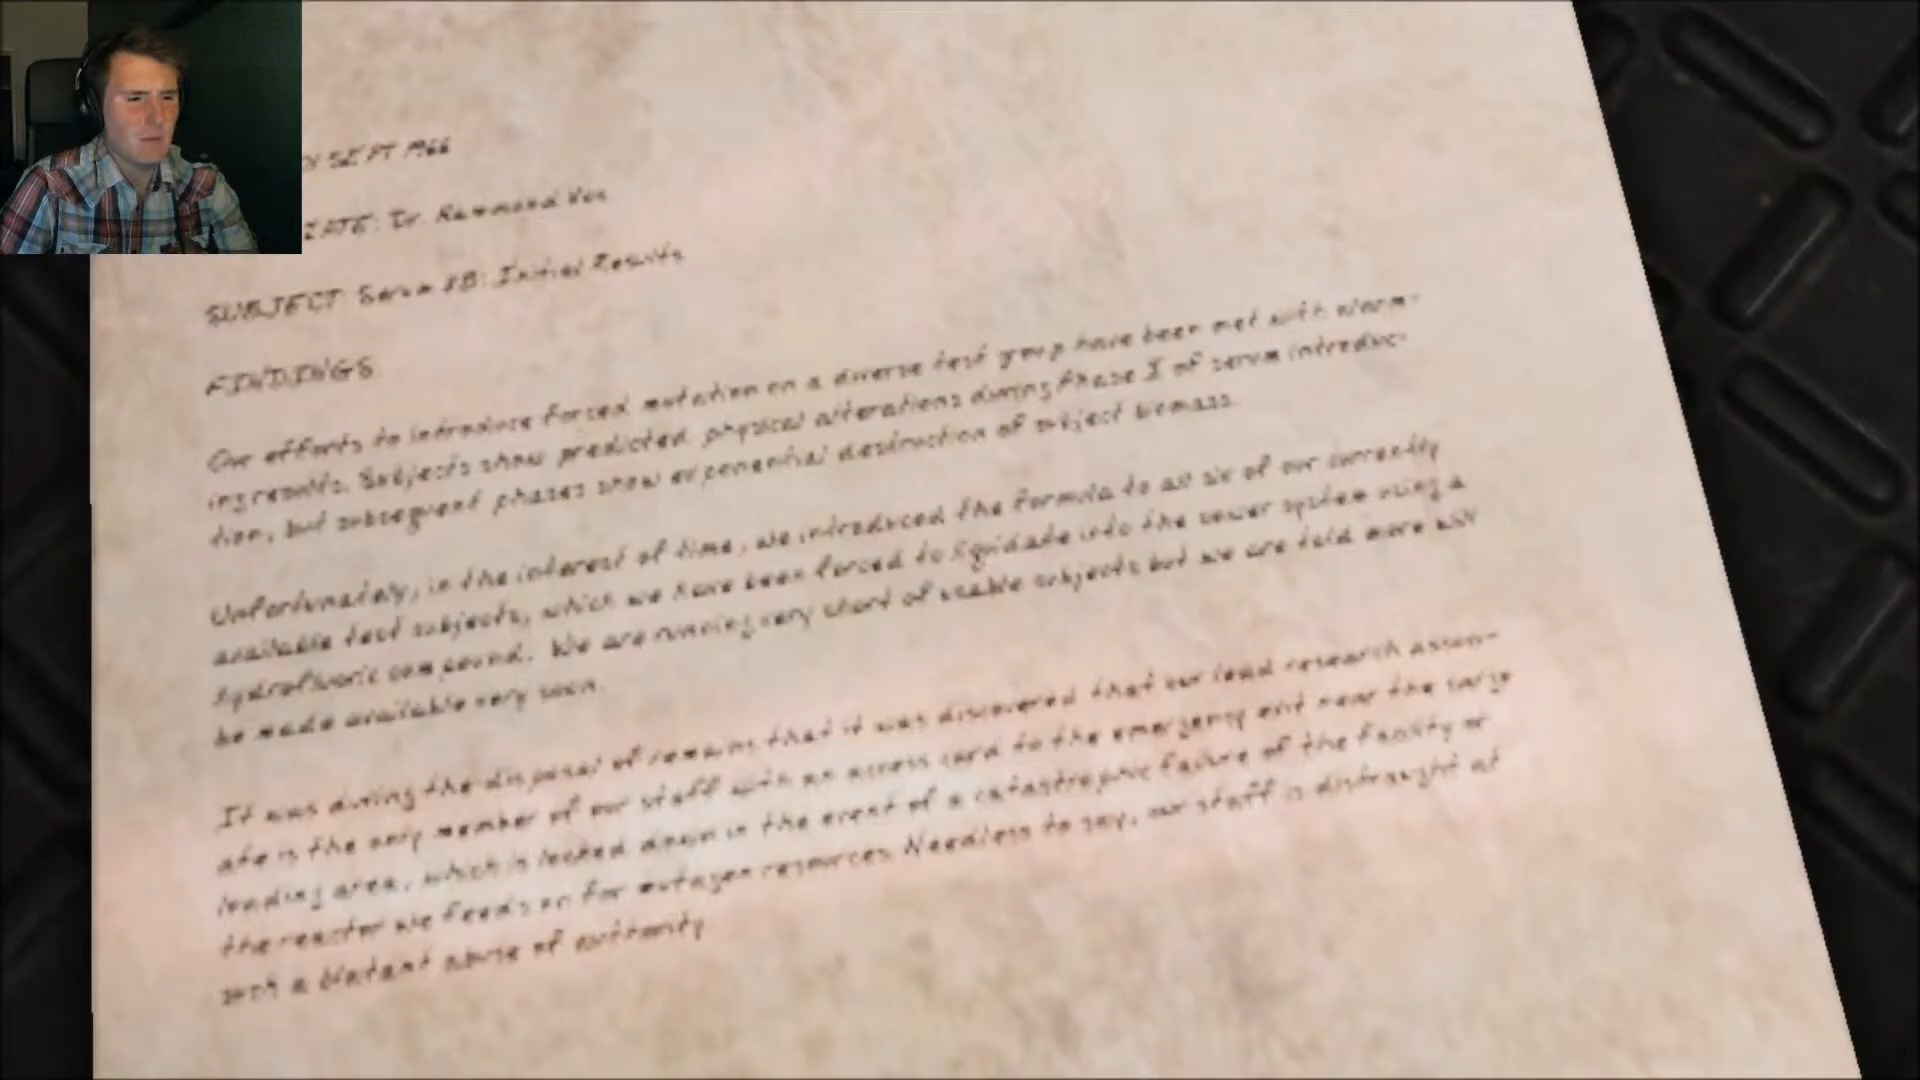 SEPT 1966
Dr. Raymond
SUBJECT: Serum 8B: Initial Results
FINDINGS
Our efforts to introduce forced mutation on a diverse test group have been met with alarm-
ing results. Subjects show predicted physical alterations during Phase I of serum introduc-
tion, but subsequent phases show exponential destruction of subject biomass.
Unfortunately, in the interest of time, we introduced the formula to all six of our currently
available test subjects, which we have been forced to liquidate into the sewer system using a
hydrofluoric compound. We are running very short of usable subjects but we are told more will
be made available very soon.
It was during the disposal of remains that it was discovered that our lead research associ-
ate is the only member of our staff with an access card to the emergency exit near the cargo
loading area, which is locked down in the event of a catastrophic failure of the facility or
the reactor we feeds on for mutagen resources. Needless to say, our staff is distraught at
such a blatant abuse of authority.